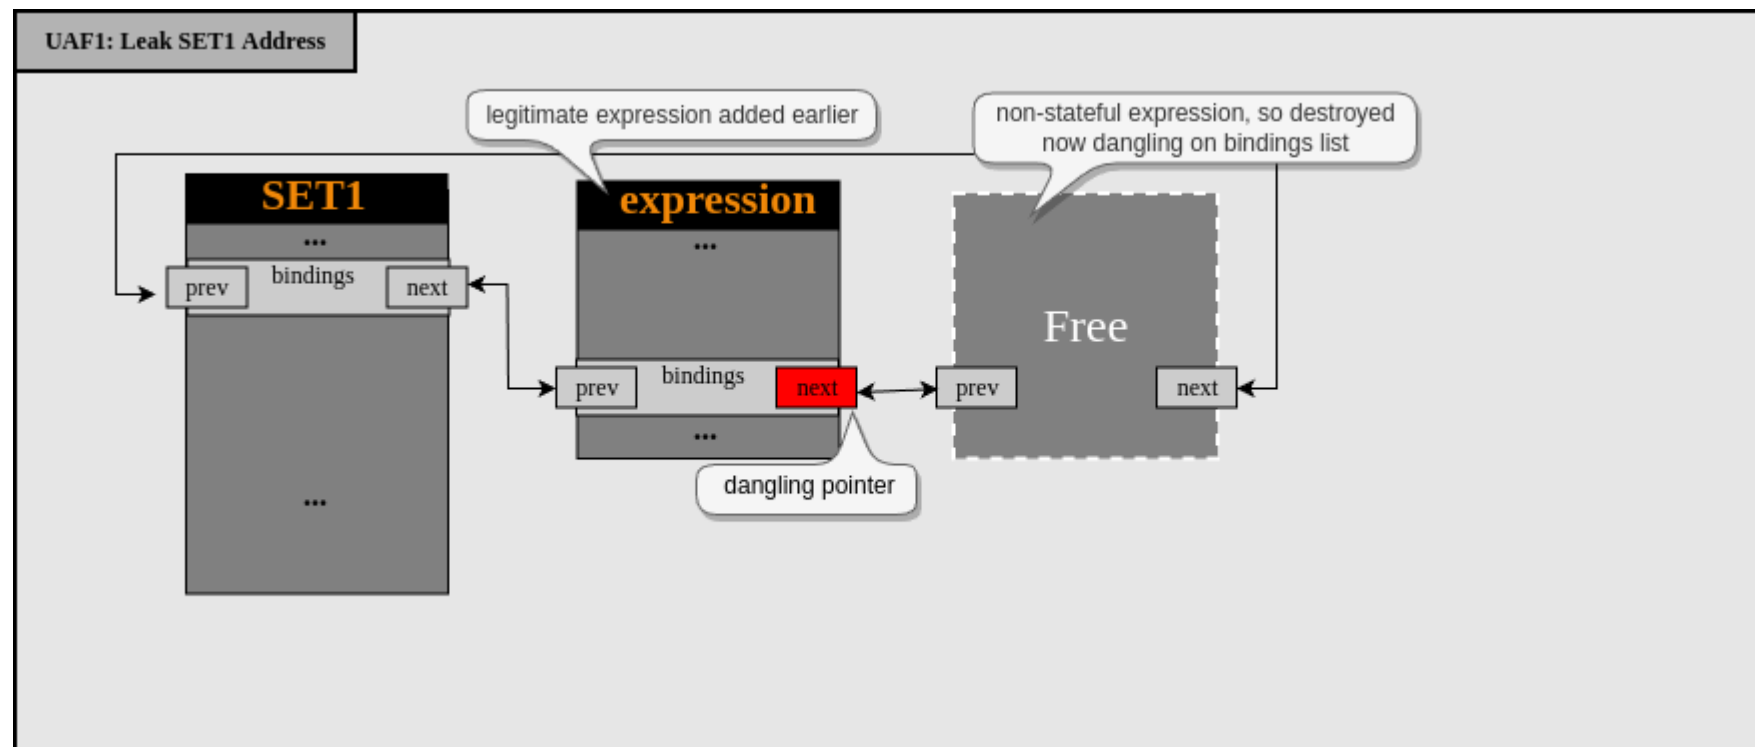 UAF1: Leak SET1 Address
legitimate expression added earlier
non-stateful expression, so destroyed
now dangling on bindings list
SET1
...
prev
bindings
next
...
expression
...
prev
bindings
next
...
dangling pointer
Free
prev
next